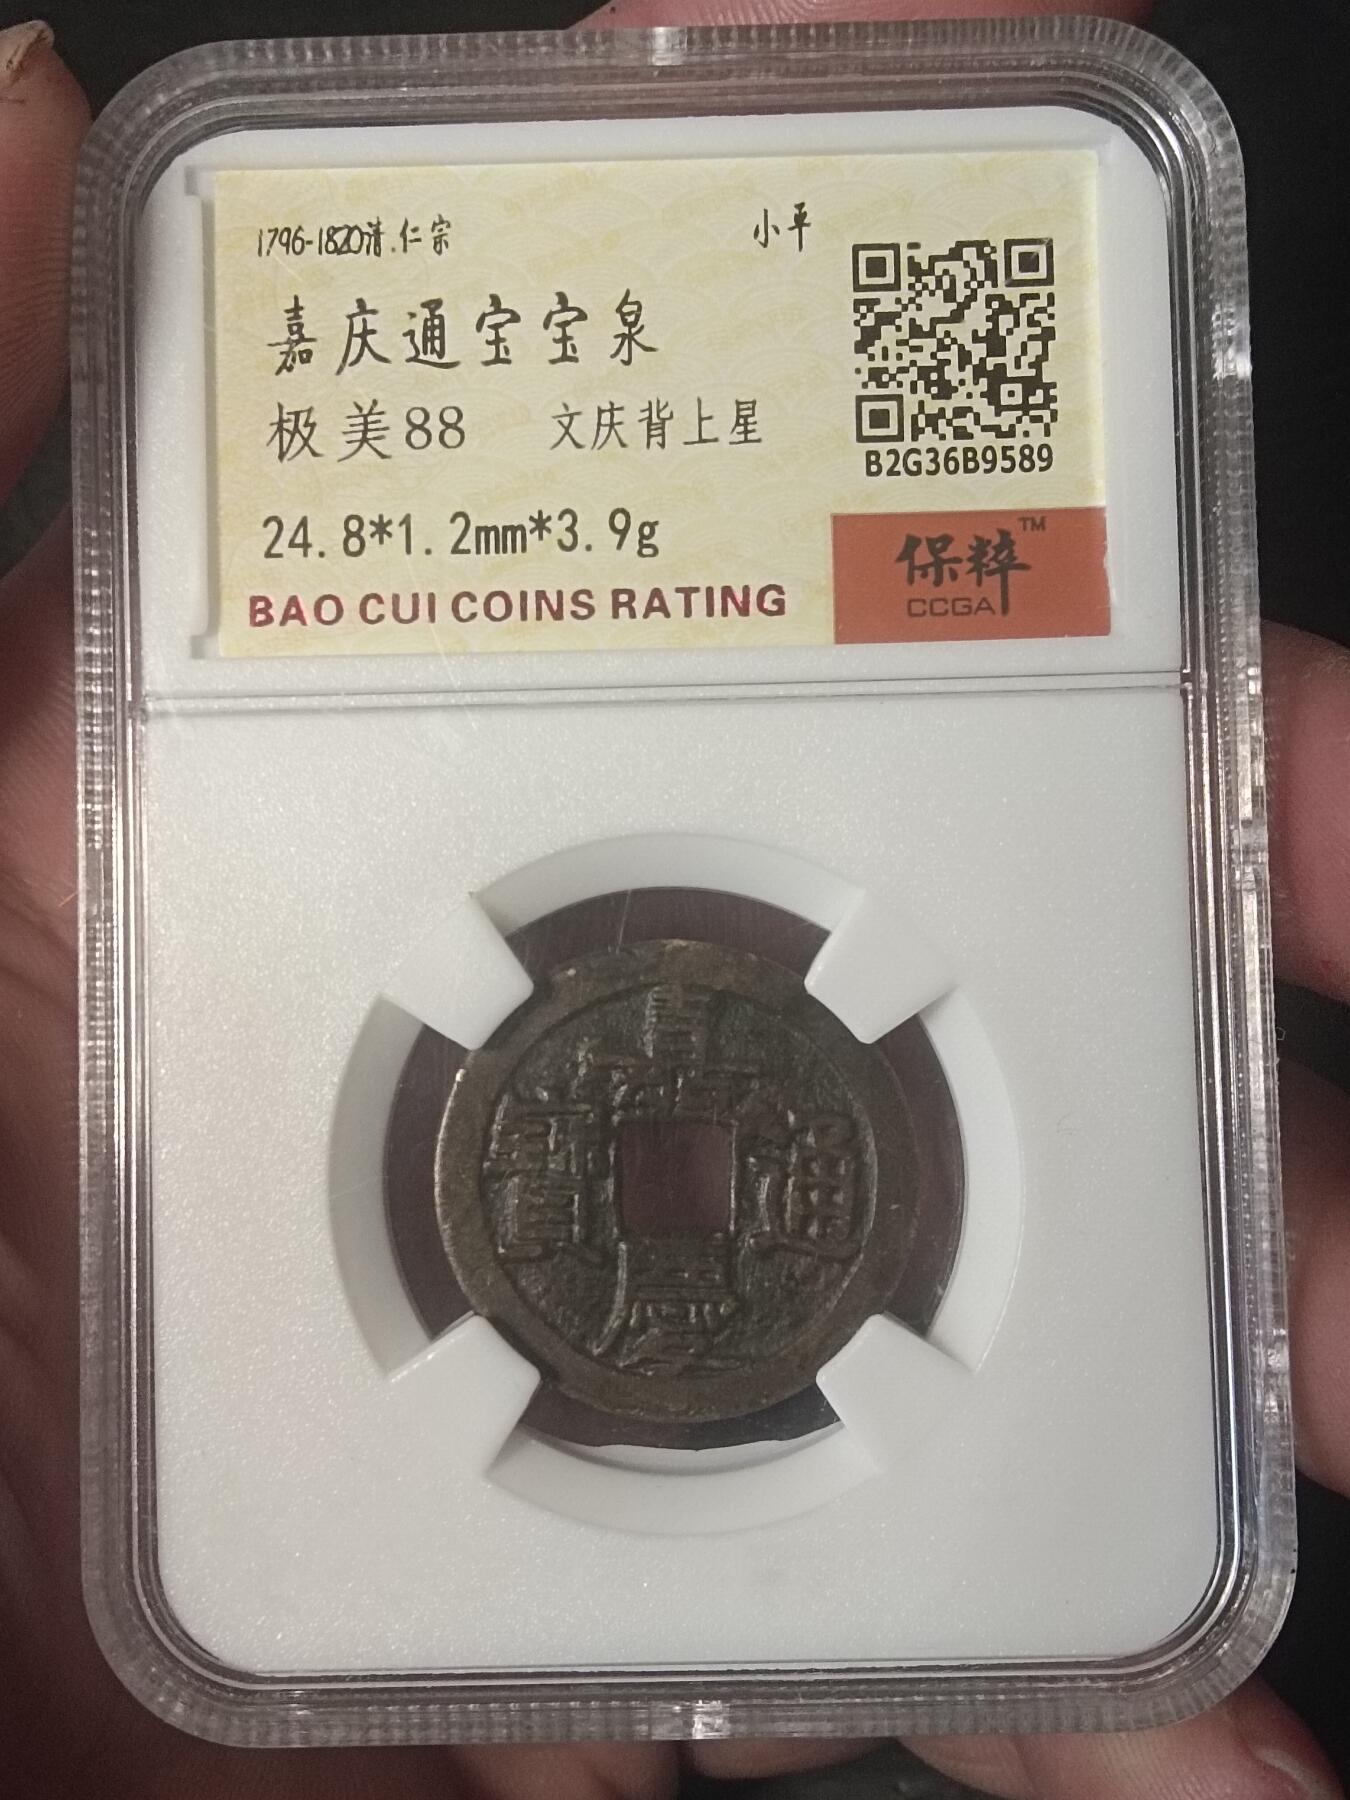 1796-1820清.仁宗
小平
嘉庆通宝宝泉
极美88 文庆背上星
B2G36B9589
24.8*1.2mm*3.9g
BAO CUI COINS RATING
保粹™
CCGA
嘉
寶 通
慶